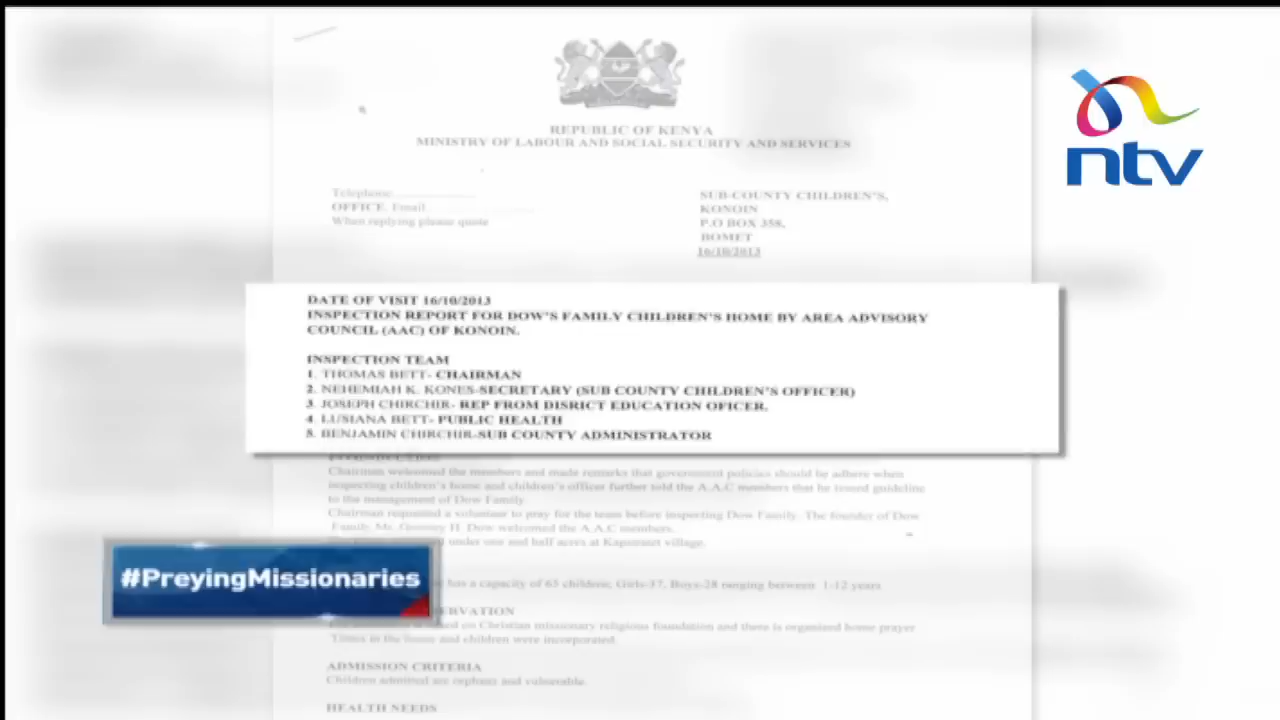 REPUBLIC OF KENYA
MINISTRY OF LABOUR AND SOCIAL SECURITY AND SERVICES
ntv
Telephone
OFFICE. Email
When replying please quote
SUB-COUNTY CHILDREN'S,
KONOIN
P.O BOX 358,
BOMET
16/10/2013
DATE OF VISIT 16/10/2013
INSPECTION REPORT FOR DOW'S FAMILY CHILDREN'S HOME BY AREA ADVISORY
COUNCIL (AAC) OF KONOIN.
INSPECTION TEAM
1. THOMAS BETT- CHAIRMAN
2. NEHEMIAH K. KONES-SECRETARY (SUB COUNTY CHILDREN'S OFFICER)
3. JOSEPH CHIRCHIR- REP FROM DISRICT EDUCATION OFICER.
4. LUSIANA BETT- PUBLIC HEALTH
5. BENJAMIN CHIRCHIR-SUB COUNTY ADMINISTRATOR
Chairman welcomed the members and made remarks that government policies should be adhere when
inspecting children's home and children's officer further told the A.A.C members that he issued guideline
to the management of Dow Family.
Chairman requested a volunteer to pray for the team before inspecting Dow Family. The founder of Dow
Family Mr. Gregory H. Dow welcomed the A.A.C members.
under one and half acres at Kapsinet village.
#PreyingMissionaries
has a capacity of 65 children; Girls-37, Boys-28 ranging between 1-12 years
on Christian missionary religious foundation and there is organized home prayer
Times in the home and children were incorporated.
ADMISSION CRITERIA
Children admitted are orphans and vulnerable.
HEALTH NEEDS